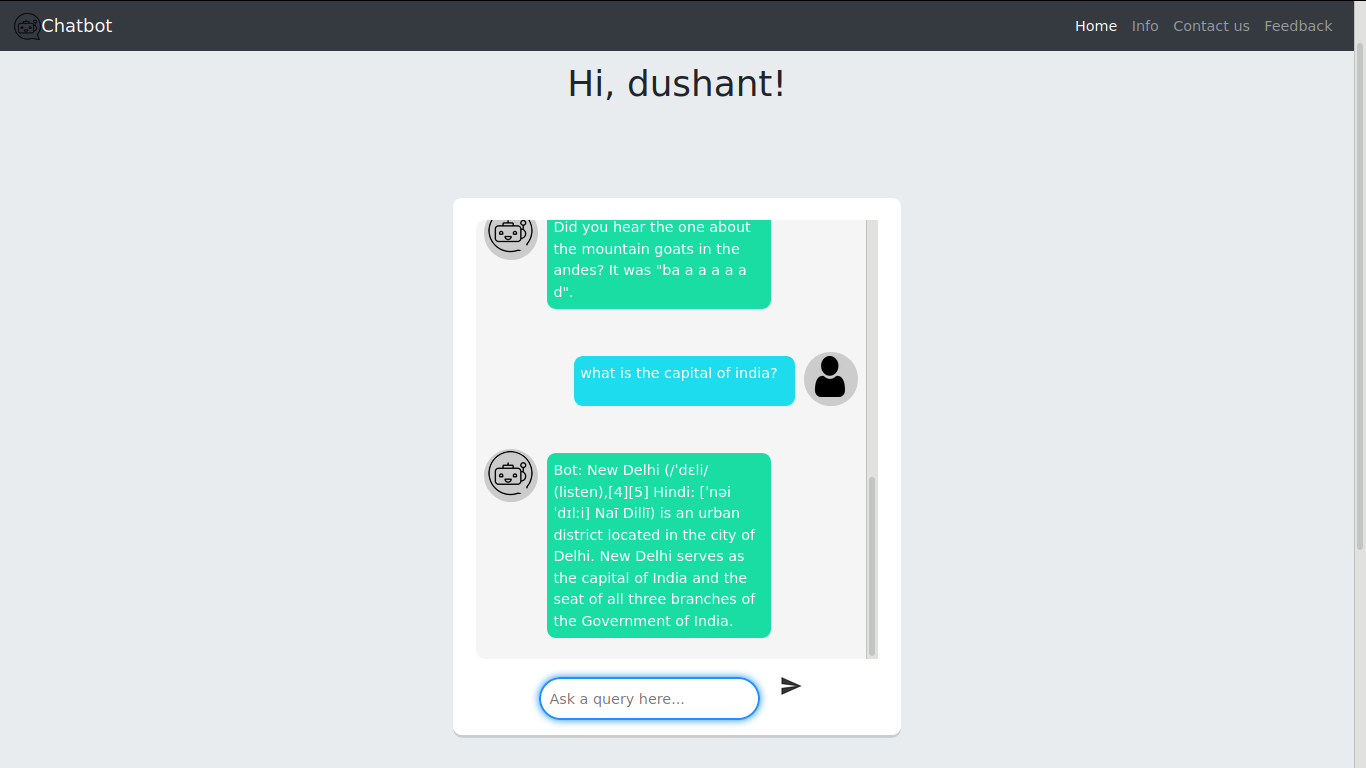 Chatbot
Home Info Contact us Feedback
Hi, dushant!
Did you hear the one about
the mountain goats in the
andes? It was "ba a a a a a
d".
what is the capital of india?
Bot: New Delhi (/ˈdɛli/
(listen),[4][5] Hindi: [ˈnəi
ˈdɪlːi] Naī Dillī) is an urban
district located in the city of
Delhi. New Delhi serves as
the capital of India and the
seat of all three branches of
the Government of India.
Ask a query here...